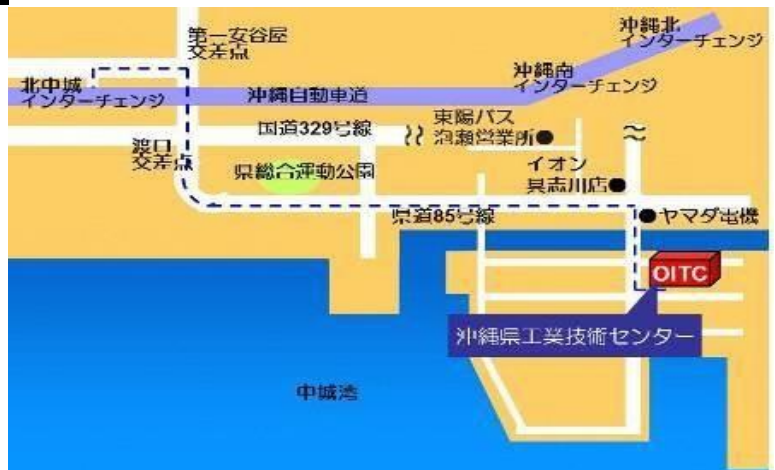 第一安谷屋
交差点
沖縄北
インターチェンジ
北中城
インターチェンジ
沖縄自動車道
沖縄南
インターチェンジ
国道329号線
東陽バス
泡瀬営業所●
渡口
交差点
県総合運動公園
イオン
具志川店●
県道85号線
●ヤマダ電機
OITC
沖縄県工業技術センター
中城湾